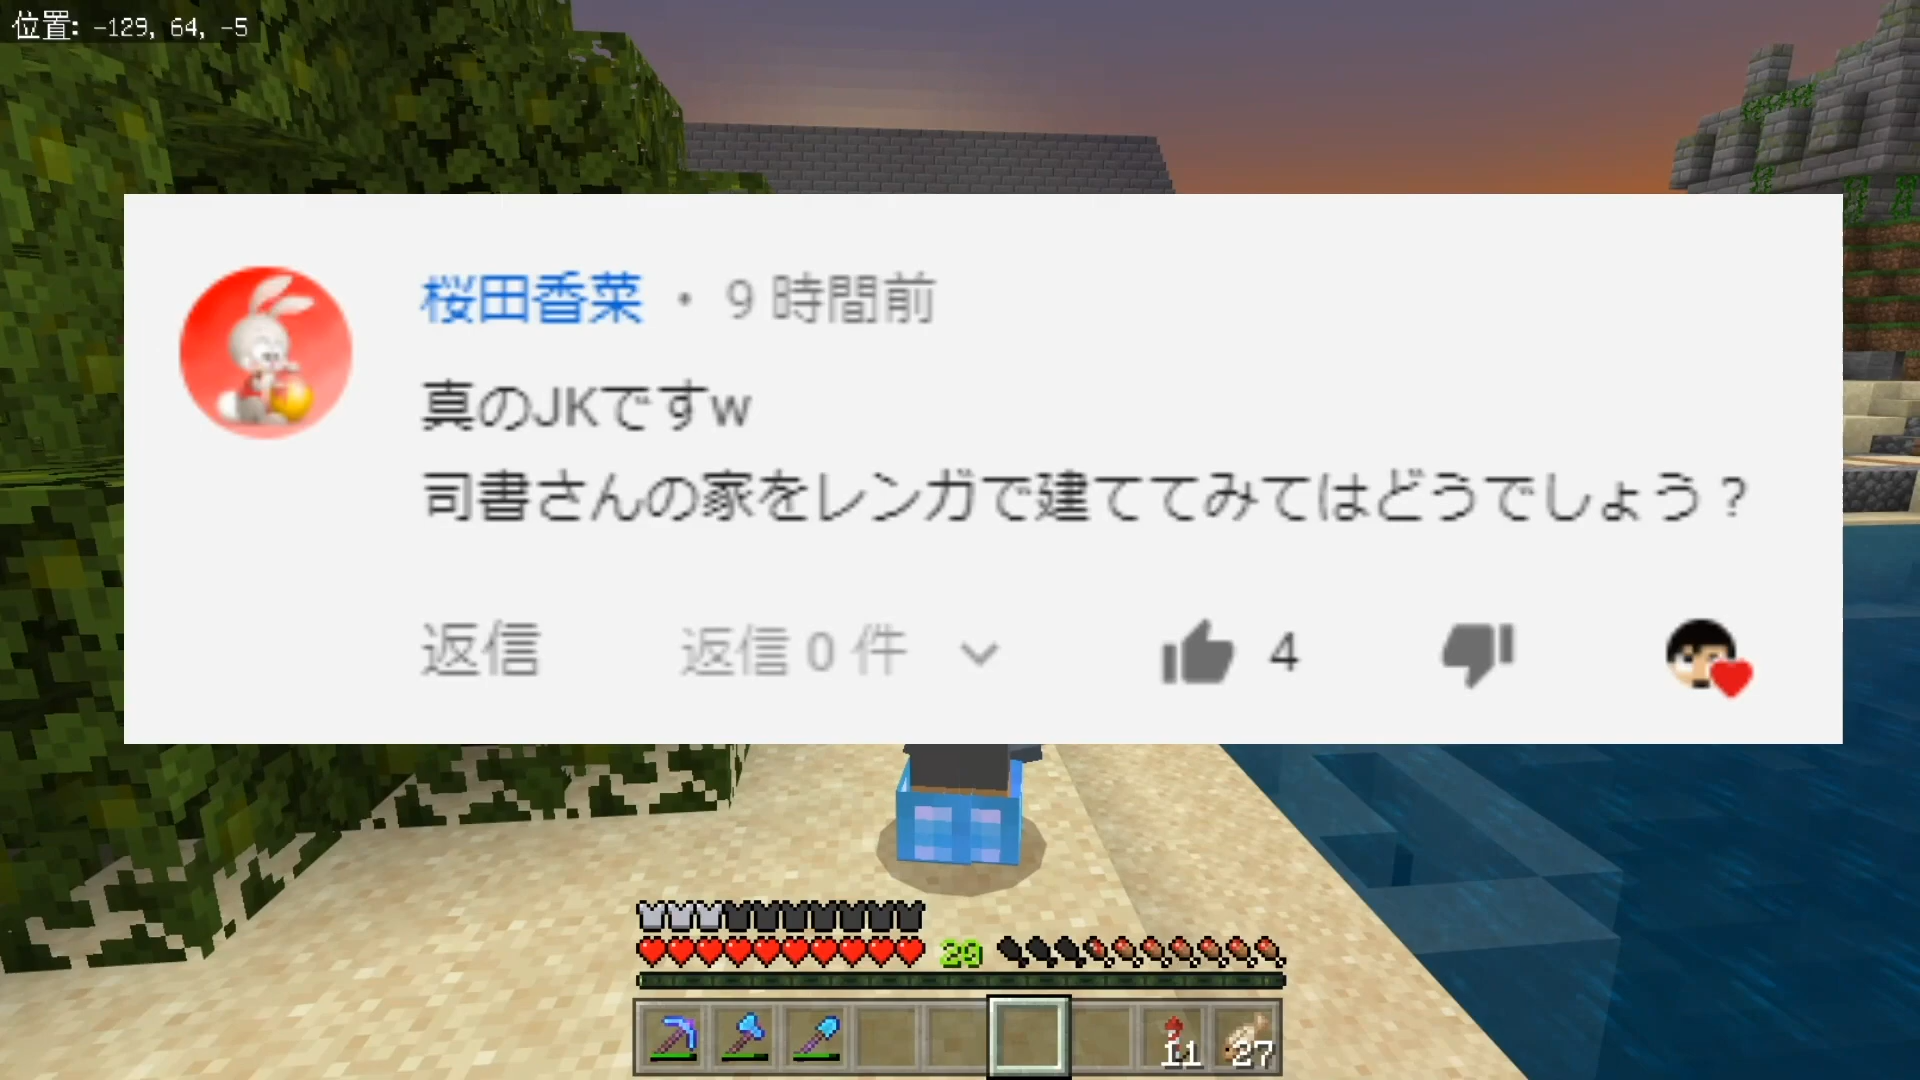 位置: -129, 64, -5
桜田香菜 ・ 9 時間前
真のJKですw
司書さんの家をレンガで建ててみてはどうでしょう？
返信 返信 0 件 4
29
11 27